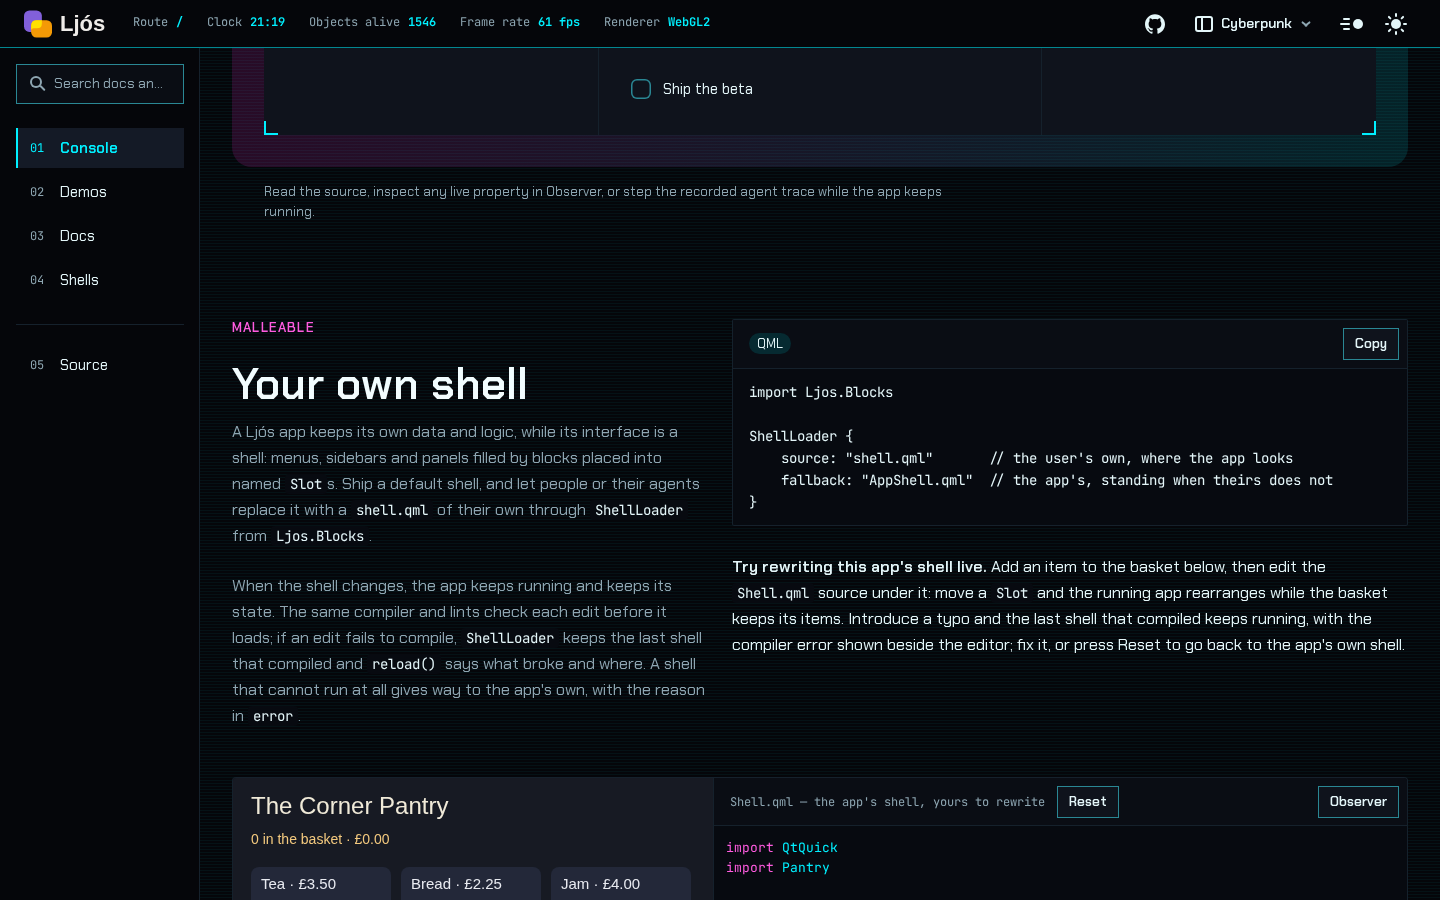 Ljós
Route /
Clock 21:19
Objects alive 1546
Frame rate 61 fps
Renderer WebGL2
Cyberpunk
Search docs an...
01 Console
02 Demos
03 Docs
04 Shells
05 Source
Ship the beta
Read the source, inspect any live property in Observer, or step the recorded agent trace while the app keeps
running.
MALLEABLE
Your own shell
A Ljós app keeps its own data and logic, while its interface is a
shell: menus, sidebars and panels filled by blocks placed into
named Slot s. Ship a default shell, and let people or their agents
replace it with a shell.qml of their own through ShellLoader
from Ljos.Blocks .
When the shell changes, the app keeps running and keeps its
state. The same compiler and lints check each edit before it
loads; if an edit fails to compile, ShellLoader keeps the last shell
that compiled and reload() says what broke and where. A shell
that cannot run at all gives way to the app's own, with the reason
in error .
QML
Copy
import Ljos.Blocks
ShellLoader {
    source: "shell.qml"       // the user's own, where the app looks
    fallback: "AppShell.qml"  // the app's, standing when theirs does not
}
Try rewriting this app's shell live. Add an item to the basket below, then edit the
Shell.qml source under it: move a Slot and the running app rearranges while the basket
keeps its items. Introduce a typo and the last shell that compiled keeps running, with the
compiler error shown beside the editor; fix it, or press Reset to go back to the app's own shell.
The Corner Pantry
0 in the basket · £0.00
Tea · £3.50
Bread · £2.25
Jam · £4.00
Shell.qml — the app's shell, yours to rewrite
Reset
Observer
import QtQuick
import Pantry